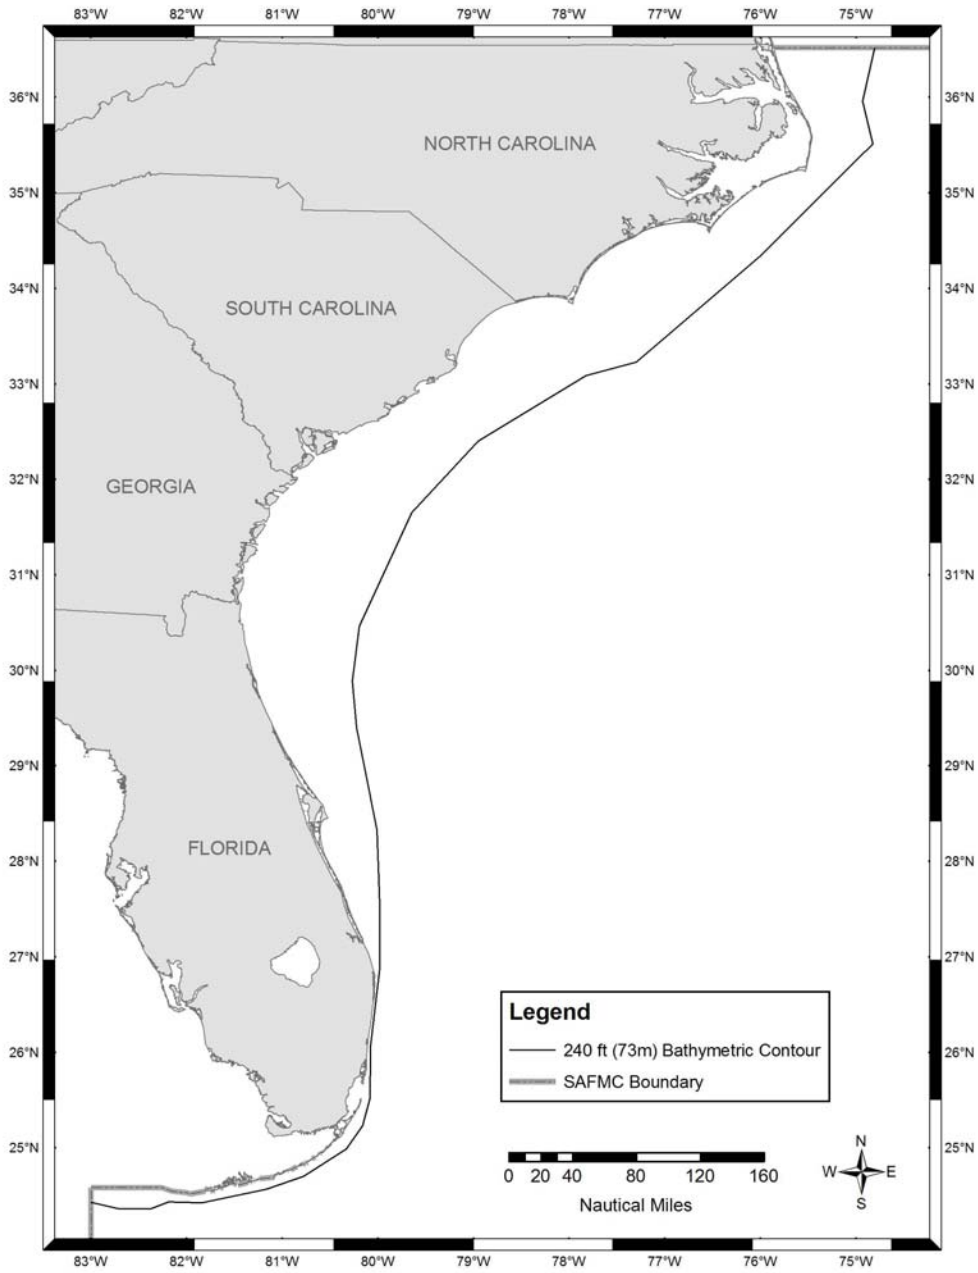 83°W 82°W 81°W 80°W 79°W 78°W 77°W 76°W 75°W
36°N 36°N
NORTH CAROLINA
35°N 35°N
34°N 34°N
SOUTH CAROLINA
33°N 33°N
32°N 32°N
GEORGIA
31°N 31°N
30°N 30°N
29°N 29°N
FLORIDA
28°N 28°N
27°N 27°N
Legend
240 ft (73m) Bathymetric Contour
26°N 26°N
SAFMC Boundary
25°N 25°N
N
W E
S
0 20 40 80 120 160
Nautical Miles
83°W 82°W 81°W 80°W 79°W 78°W 77°W 76°W 75°W